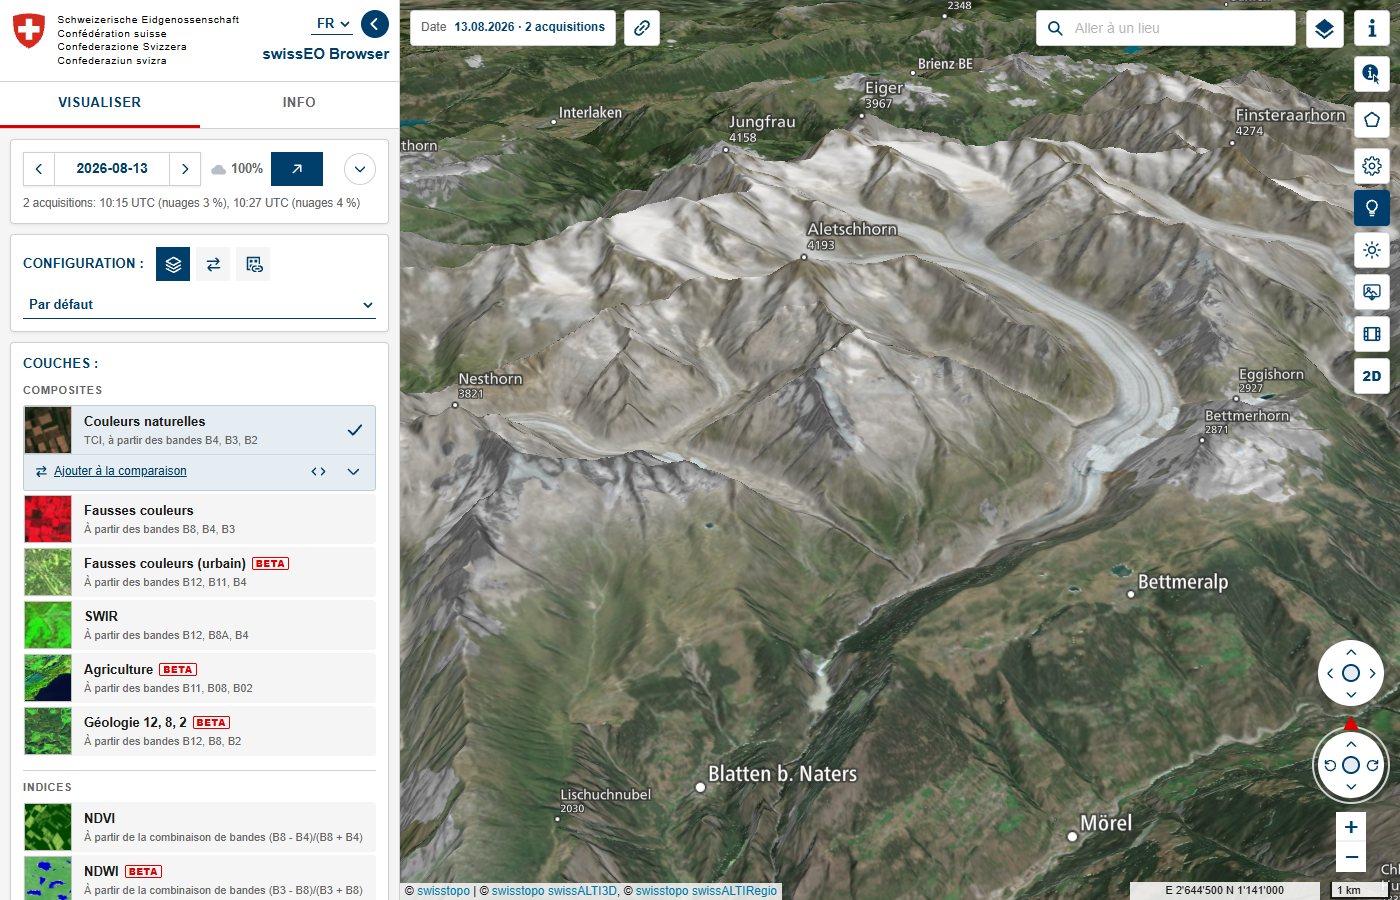 Schweizerische Eidgenossenschaft
Confédération suisse
Confederazione Svizzera
Confederaziun svizra
FR
swissEO Browser
VISUALISER
INFO
2026-08-13
100%
2 acquisitions: 10:15 UTC (nuages 3 %), 10:27 UTC (nuages 4 %)
CONFIGURATION :
Par défaut
COUCHES :
COMPOSITES
Couleurs naturelles
TCI, à partir des bandes B4, B3, B2
Ajouter à la comparaison
Fausses couleurs
À partir des bandes B8, B4, B3
Fausses couleurs (urbain) BETA
À partir des bandes B12, B11, B4
SWIR
À partir des bandes B12, B8A, B4
Agriculture BETA
À partir des bandes B11, B08, B02
Géologie 12, 8, 2 BETA
À partir des bandes B12, B8, B2
INDICES
NDVI
À partir de la combinaison de bandes (B8 - B4)/(B8 + B4)
NDWI BETA
À partir de la combinaison de bandes (B3 - B8)/(B3 + B8)
Date 13.08.2026 · 2 acquisitions
Aller à un lieu
2D
2348
Brienz BE
Eiger
3967
Interlaken
Jungfrau
4158
Finsteraarhorn
4274
thorn
Aletschhorn
4193
Nesthorn
3821
Eggishorn
2927
Bettmerhorn
2871
Bettmeralp
Blatten b. Naters
Lischuchnubel
2030
Mörel
© swisstopo | © swisstopo swissALTI3D, © swisstopo swissALTIRegio
E 2'644'500 N 1'141'000
1 km